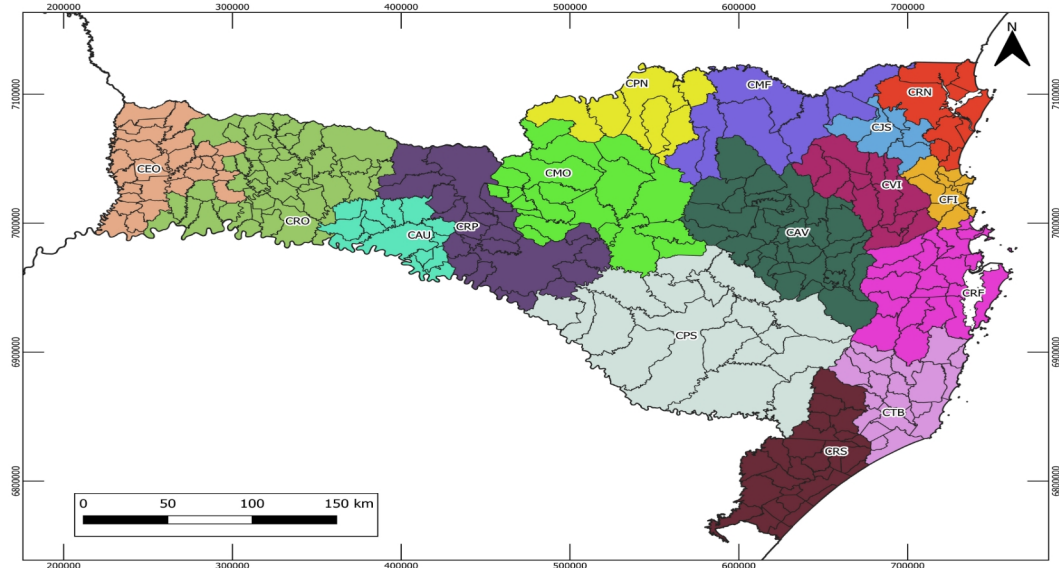 200000 300000 400000 500000 600000 700000
N
7100000 7100000
CPN
CMF
CRN
CJS
CEO
CMO
CVI
CFI
7000000 7000000
CRO
CAU
CRP
CAV
CRF
6900000 6900000
CPS
CTB
CRS
6800000 6800000
0 50 100 150 km
200000 300000 400000 500000 600000 700000